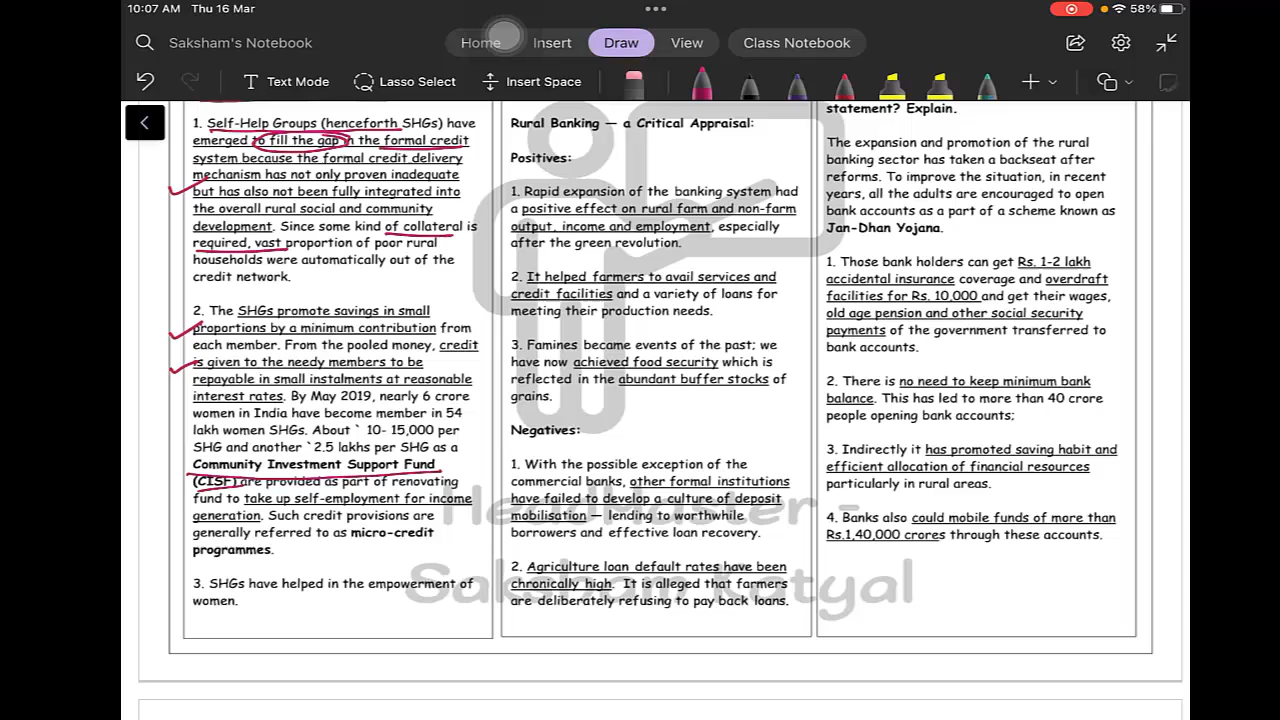 10:07 AM Thu 16 Mar
58%
Saksham's Notebook
Home
Insert
Draw
View
Class Notebook
Text Mode
Lasso Select
Insert Space
1. Self-Help Groups (henceforth SHGs) have
emerged to fill the gap in the formal credit
system because the formal credit delivery
mechanism has not only proven inadequate
but has also not been fully integrated into
the overall rural social and community
development. Since some kind of collateral is
required, vast proportion of poor rural
households were automatically out of the
credit network.
2. The SHGs promote savings in small
proportions by a minimum contribution from
each member. From the pooled money, credit
is given to the needy members to be
repayable in small instalments at reasonable
interest rates. By May 2019, nearly 6 crore
women in India have become member in 54
lakh women SHGs. About ` 10- 15,000 per
SHG and another `2.5 lakhs per SHG as a
Community Investment Support Fund
(CISF) are provided as part of renovating
fund to take up self-employment for income
generation. Such credit provisions are
generally referred to as micro-credit
programmes.
3. SHGs have helped in the empowerment of
women.
Rural Banking — a Critical Appraisal:
Positives:
1. Rapid expansion of the banking system had
a positive effect on rural farm and non-farm
output, income and employment, especially
after the green revolution.
2. It helped farmers to avail services and
credit facilities and a variety of loans for
meeting their production needs.
3. Famines became events of the past; we
have now achieved food security which is
reflected in the abundant buffer stocks of
grains.
Negatives:
1. With the possible exception of the
commercial banks, other formal institutions
have failed to develop a culture of deposit
mobilisation — lending to worthwhile
borrowers and effective loan recovery.
2. Agriculture loan default rates have been
chronically high. It is alleged that farmers
are deliberately refusing to pay back loans.
statement? Explain.
The expansion and promotion of the rural
banking sector has taken a backseat after
reforms. To improve the situation, in recent
years, all the adults are encouraged to open
bank accounts as a part of a scheme known as
Jan-Dhan Yojana.
1. Those bank holders can get Rs. 1-2 lakh
accidental insurance coverage and overdraft
facilities for Rs. 10,000 and get their wages,
old age pension and other social security
payments of the government transferred to
bank accounts.
2. There is no need to keep minimum bank
balance. This has led to more than 40 crore
people opening bank accounts;
3. Indirectly it has promoted saving habit and
efficient allocation of financial resources
particularly in rural areas.
4. Banks also could mobile funds of more than
Rs.1,40,000 crores through these accounts.
HeadHaster -
Saksham Katyal